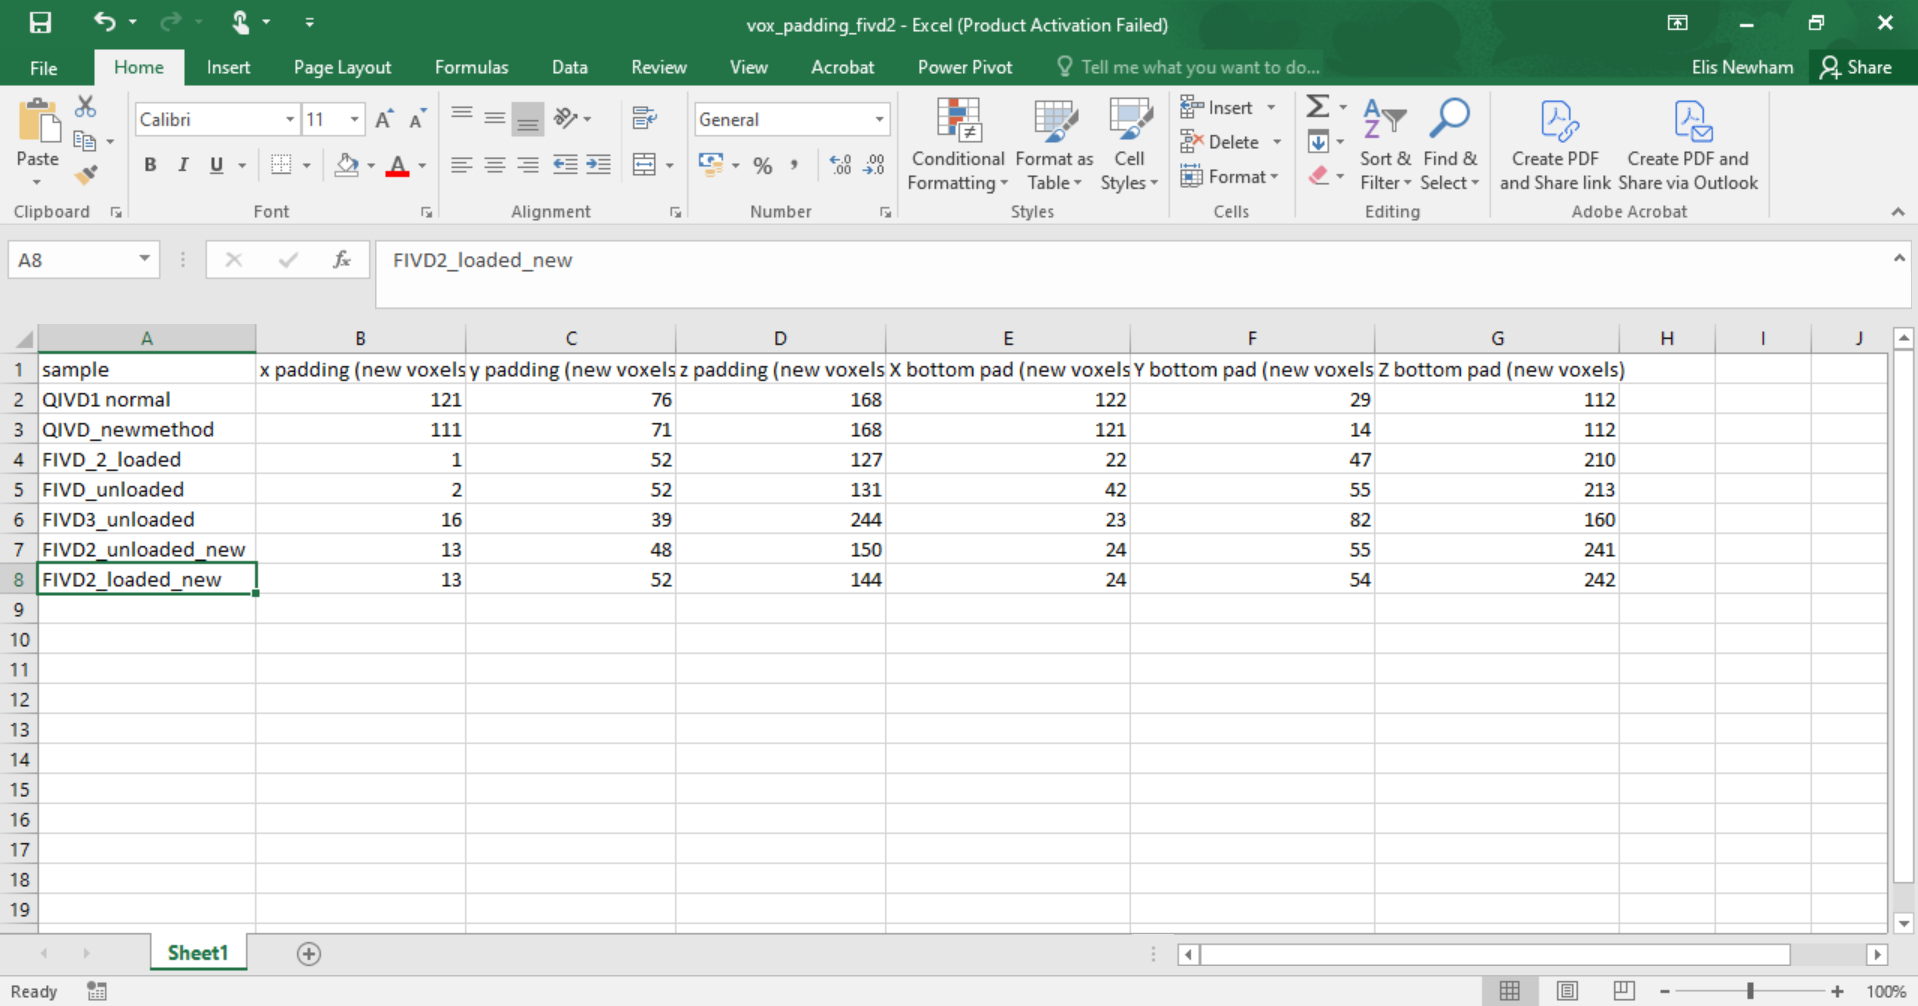 vox_padding_fivd2 - Excel (Product Activation Failed)
File Home Insert Page Layout Formulas Data Review View Acrobat Power Pivot Tell me what you want to do... Elis Newham Share
Paste
Clipboard
Calibri 11
B I U A
Font
Alignment
General
% , .0 .00 .00 .0
Number
Conditional Formatting
Format as Table
Cell Styles
Styles
Insert
Delete
Format
Cells
Sort & Filter
Find & Select
Editing
Create PDF and Share link
Create PDF and Share via Outlook
Adobe Acrobat
A8 fx FIVD2_loaded_new
A B C D E F G H I J
1 sample x padding (new voxels y padding (new voxels z padding (new voxels X bottom pad (new voxels Y bottom pad (new voxels Z bottom pad (new voxels)
2 QIVD1 normal 121 76 168 122 29 112
3 QIVD_newmethod 111 71 168 121 14 112
4 FIVD_2_loaded 1 52 127 22 47 210
5 FIVD_unloaded 2 52 131 42 55 213
6 FIVD3_unloaded 16 39 244 23 82 160
7 FIVD2_unloaded_new 13 48 150 24 55 241
8 FIVD2_loaded_new 13 52 144 24 54 242
9
10
11
12
13
14
15
16
17
18
19
Sheet1
Ready 100%